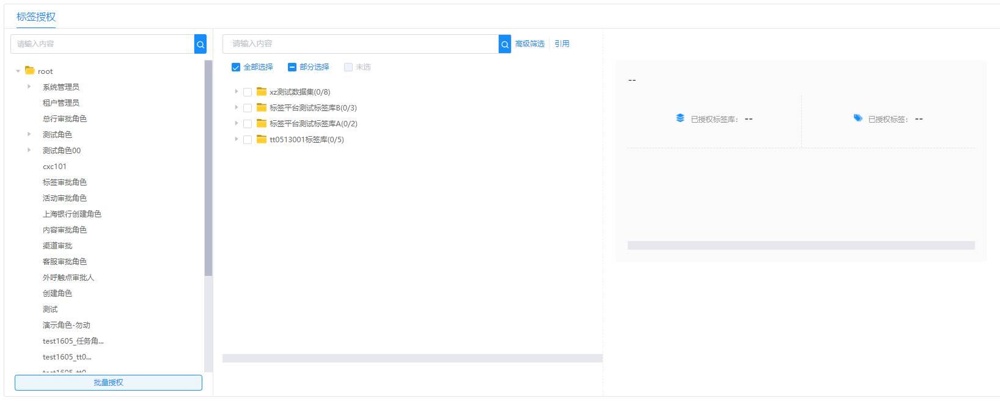 标签授权
请输入内容
root
系统管理员
租户管理员
总行审批角色
测试角色
测试角色00
cxc101
标签审批角色
活动审批角色
上海银行创建角色
内容审批角色
渠道审批
客服审批角色
外呼触点审批人
创建角色
测试
演示角色-勿动
test1605_任务角...
test1605_tt0...
test1605_tt0
批量授权
请输入内容
高级筛选 引用
全部选择 部分选择 未选
xz测试数据集(0/8)
标签平台测试标签库B(0/3)
标签平台测试标签库A(0/2)
tt0513001标签库(0/5)
--
已授权标签库： --
已授权标签： --